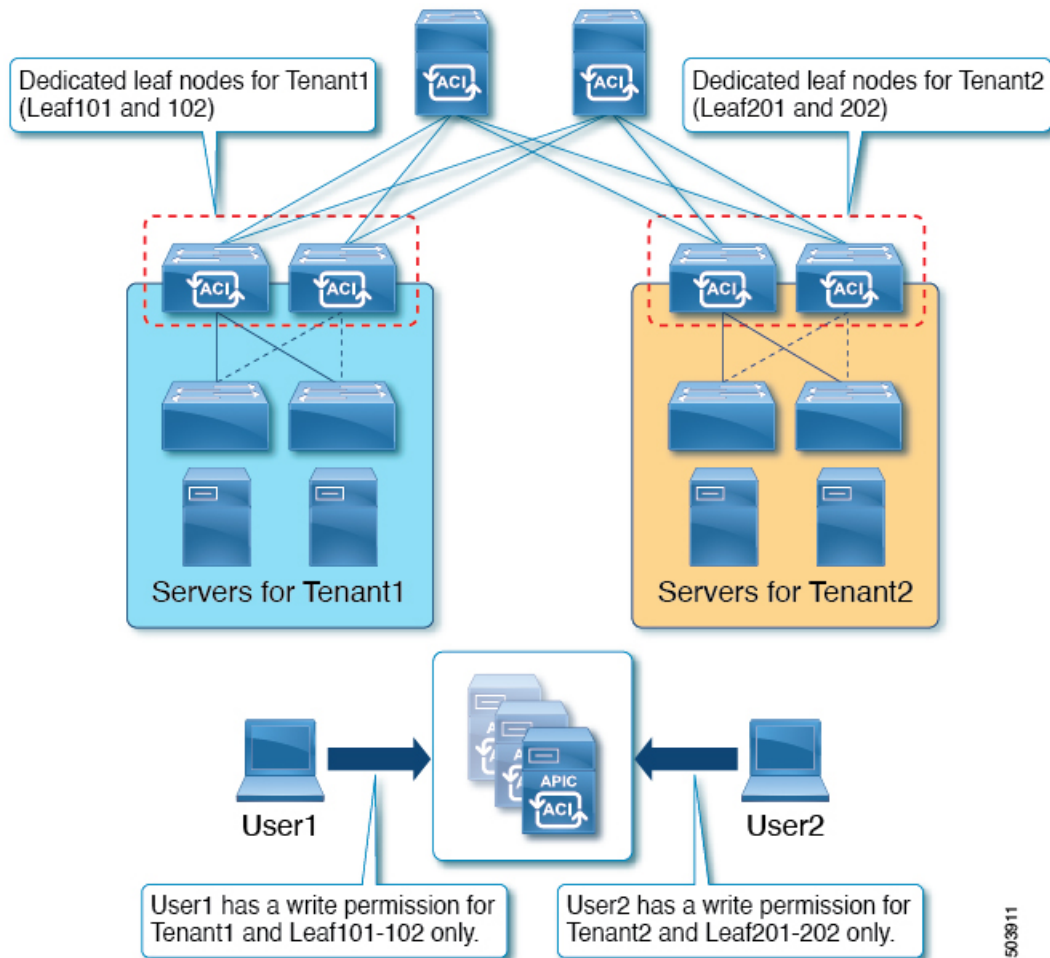 ACI
ACI
Dedicated leaf nodes for Tenant1
(Leaf101 and 102)
Dedicated leaf nodes for Tenant2
(Leaf201 and 202)
ACI
ACI
ACI
ACI
Servers for Tenant1
Servers for Tenant2
APIC
ACI
User1
User2
User1 has a write permission for
Tenant1 and Leaf101-102 only.
User2 has a write permission for
Tenant2 and Leaf201-202 only.
503911